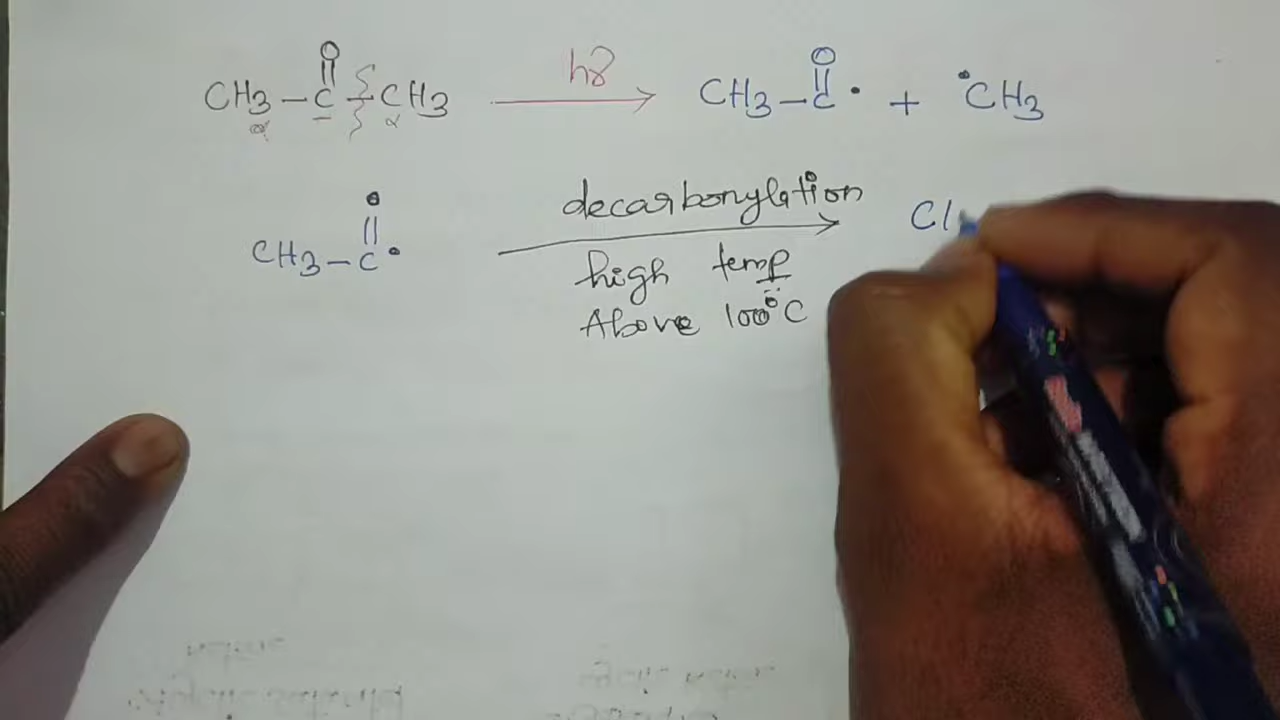 O O
CH3 – C – CH3 hν CH3 – C • + •CH3
α α
decarbonylation
CH3 – C •
high temp
Above 100°C